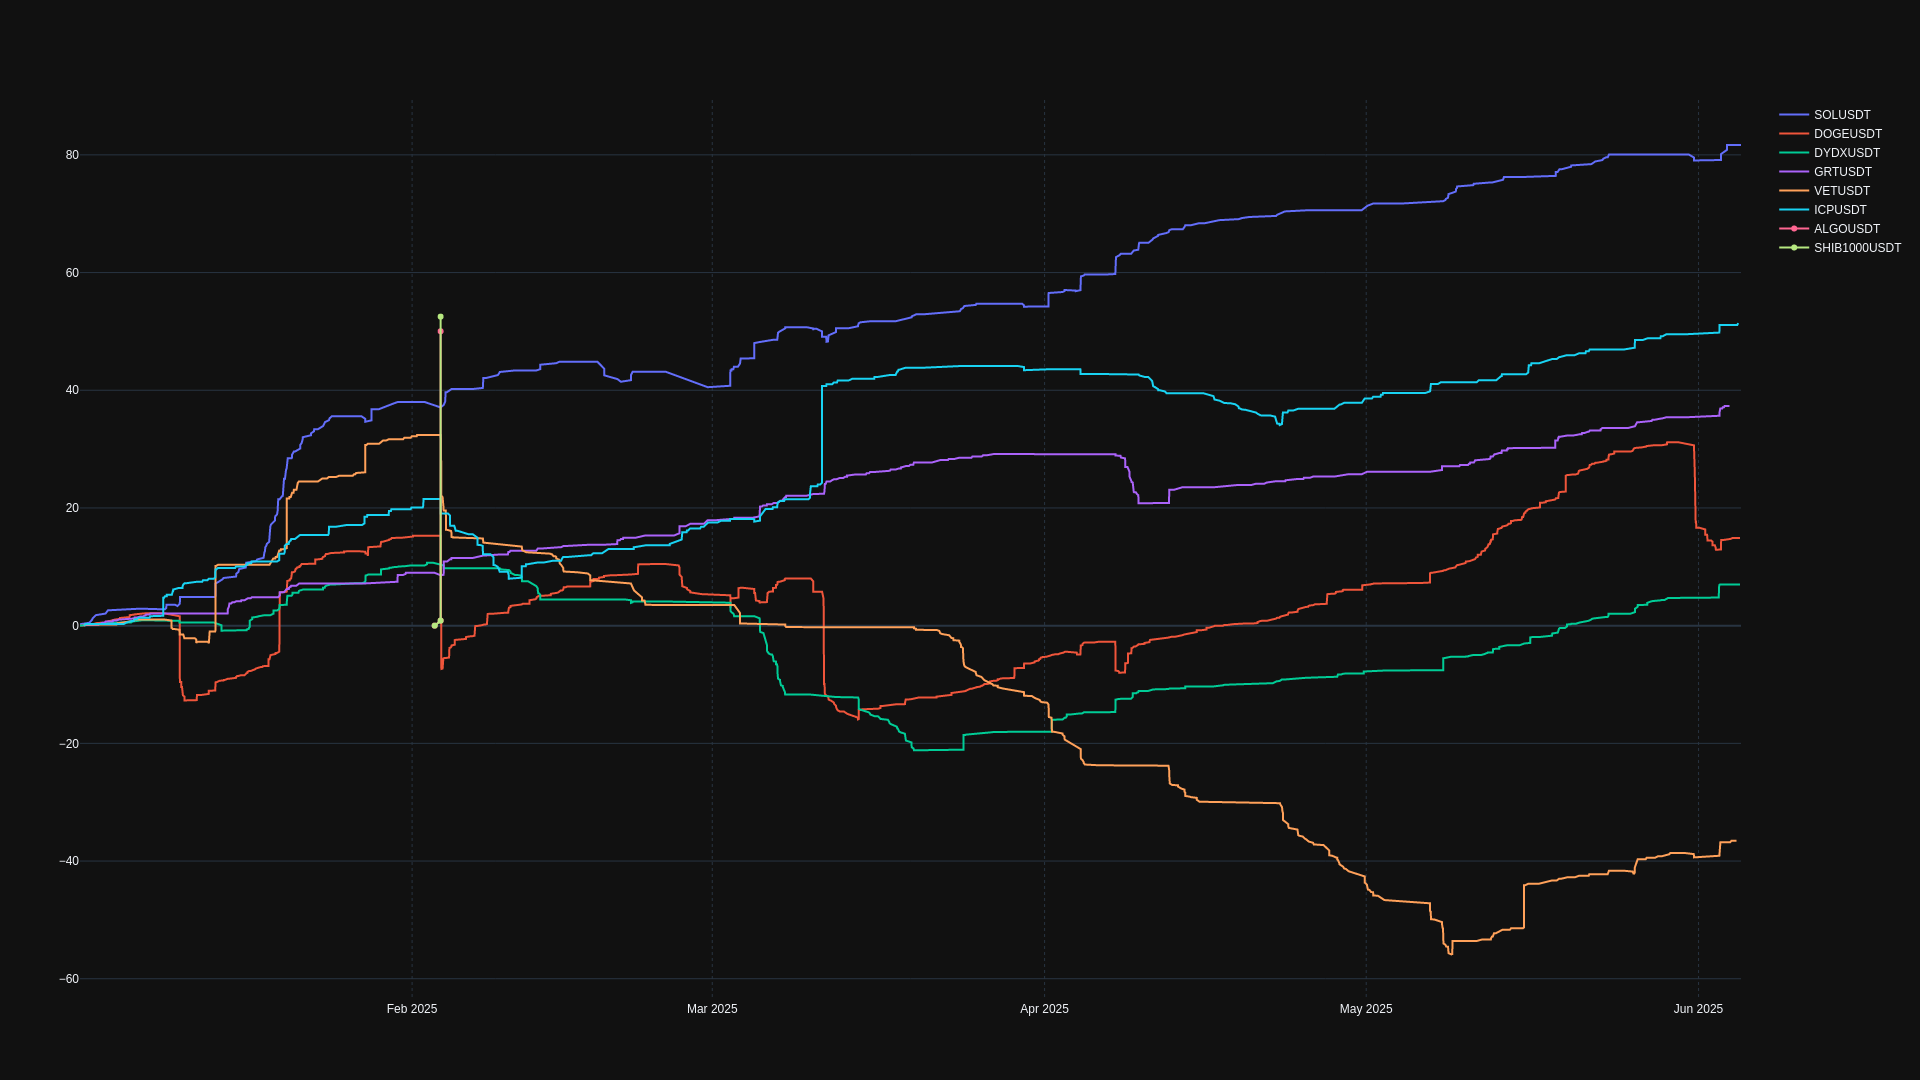 SOLUSDT
DOGEUSDT
DYDXUSDT
GRTUSDT
VETUSDT
ICPUSDT
ALGOUSDT
SHIB1000USDT
80
60
40
20
0
−20
−40
−60
Feb 2025
Mar 2025
Apr 2025
May 2025
Jun 2025